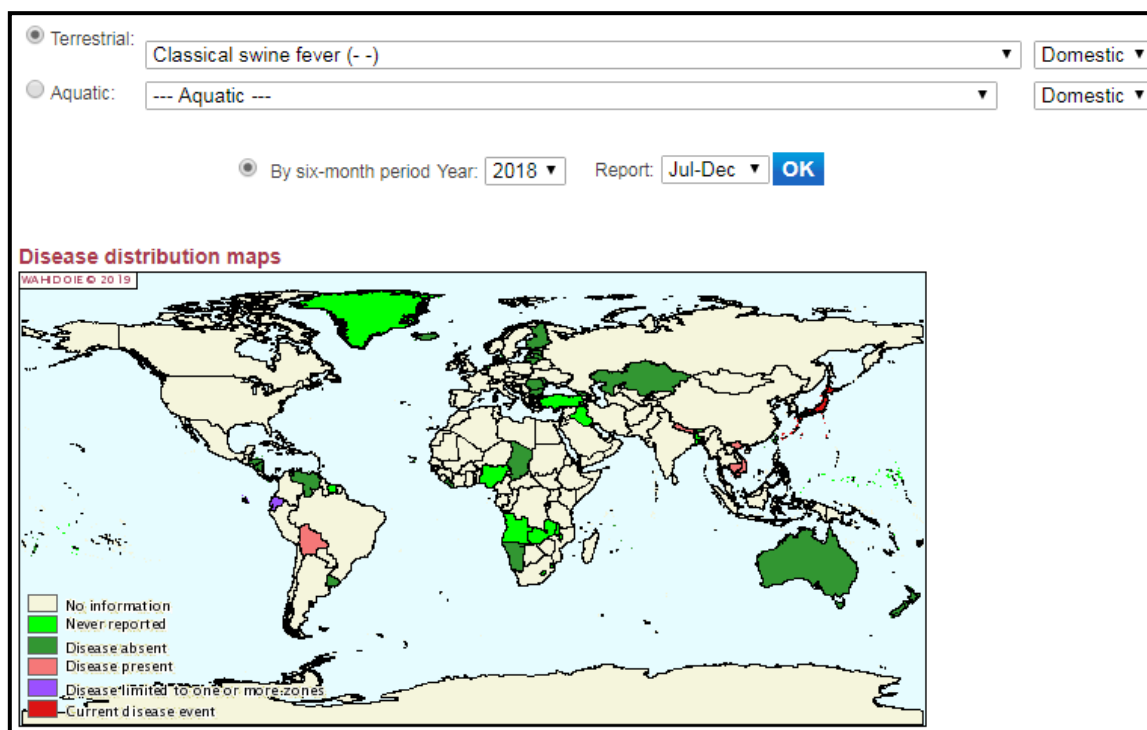 Terrestrial: Classical swine fever (- -) Domestic
Aquatic: --- Aquatic --- Domestic
By six-month period Year: 2018 Report: Jul-Dec OK
Disease distribution maps
WAHIDOIE © 2019
No information
Never reported
Disease absent
Disease present
Disease limited to one or more zones
Current disease event